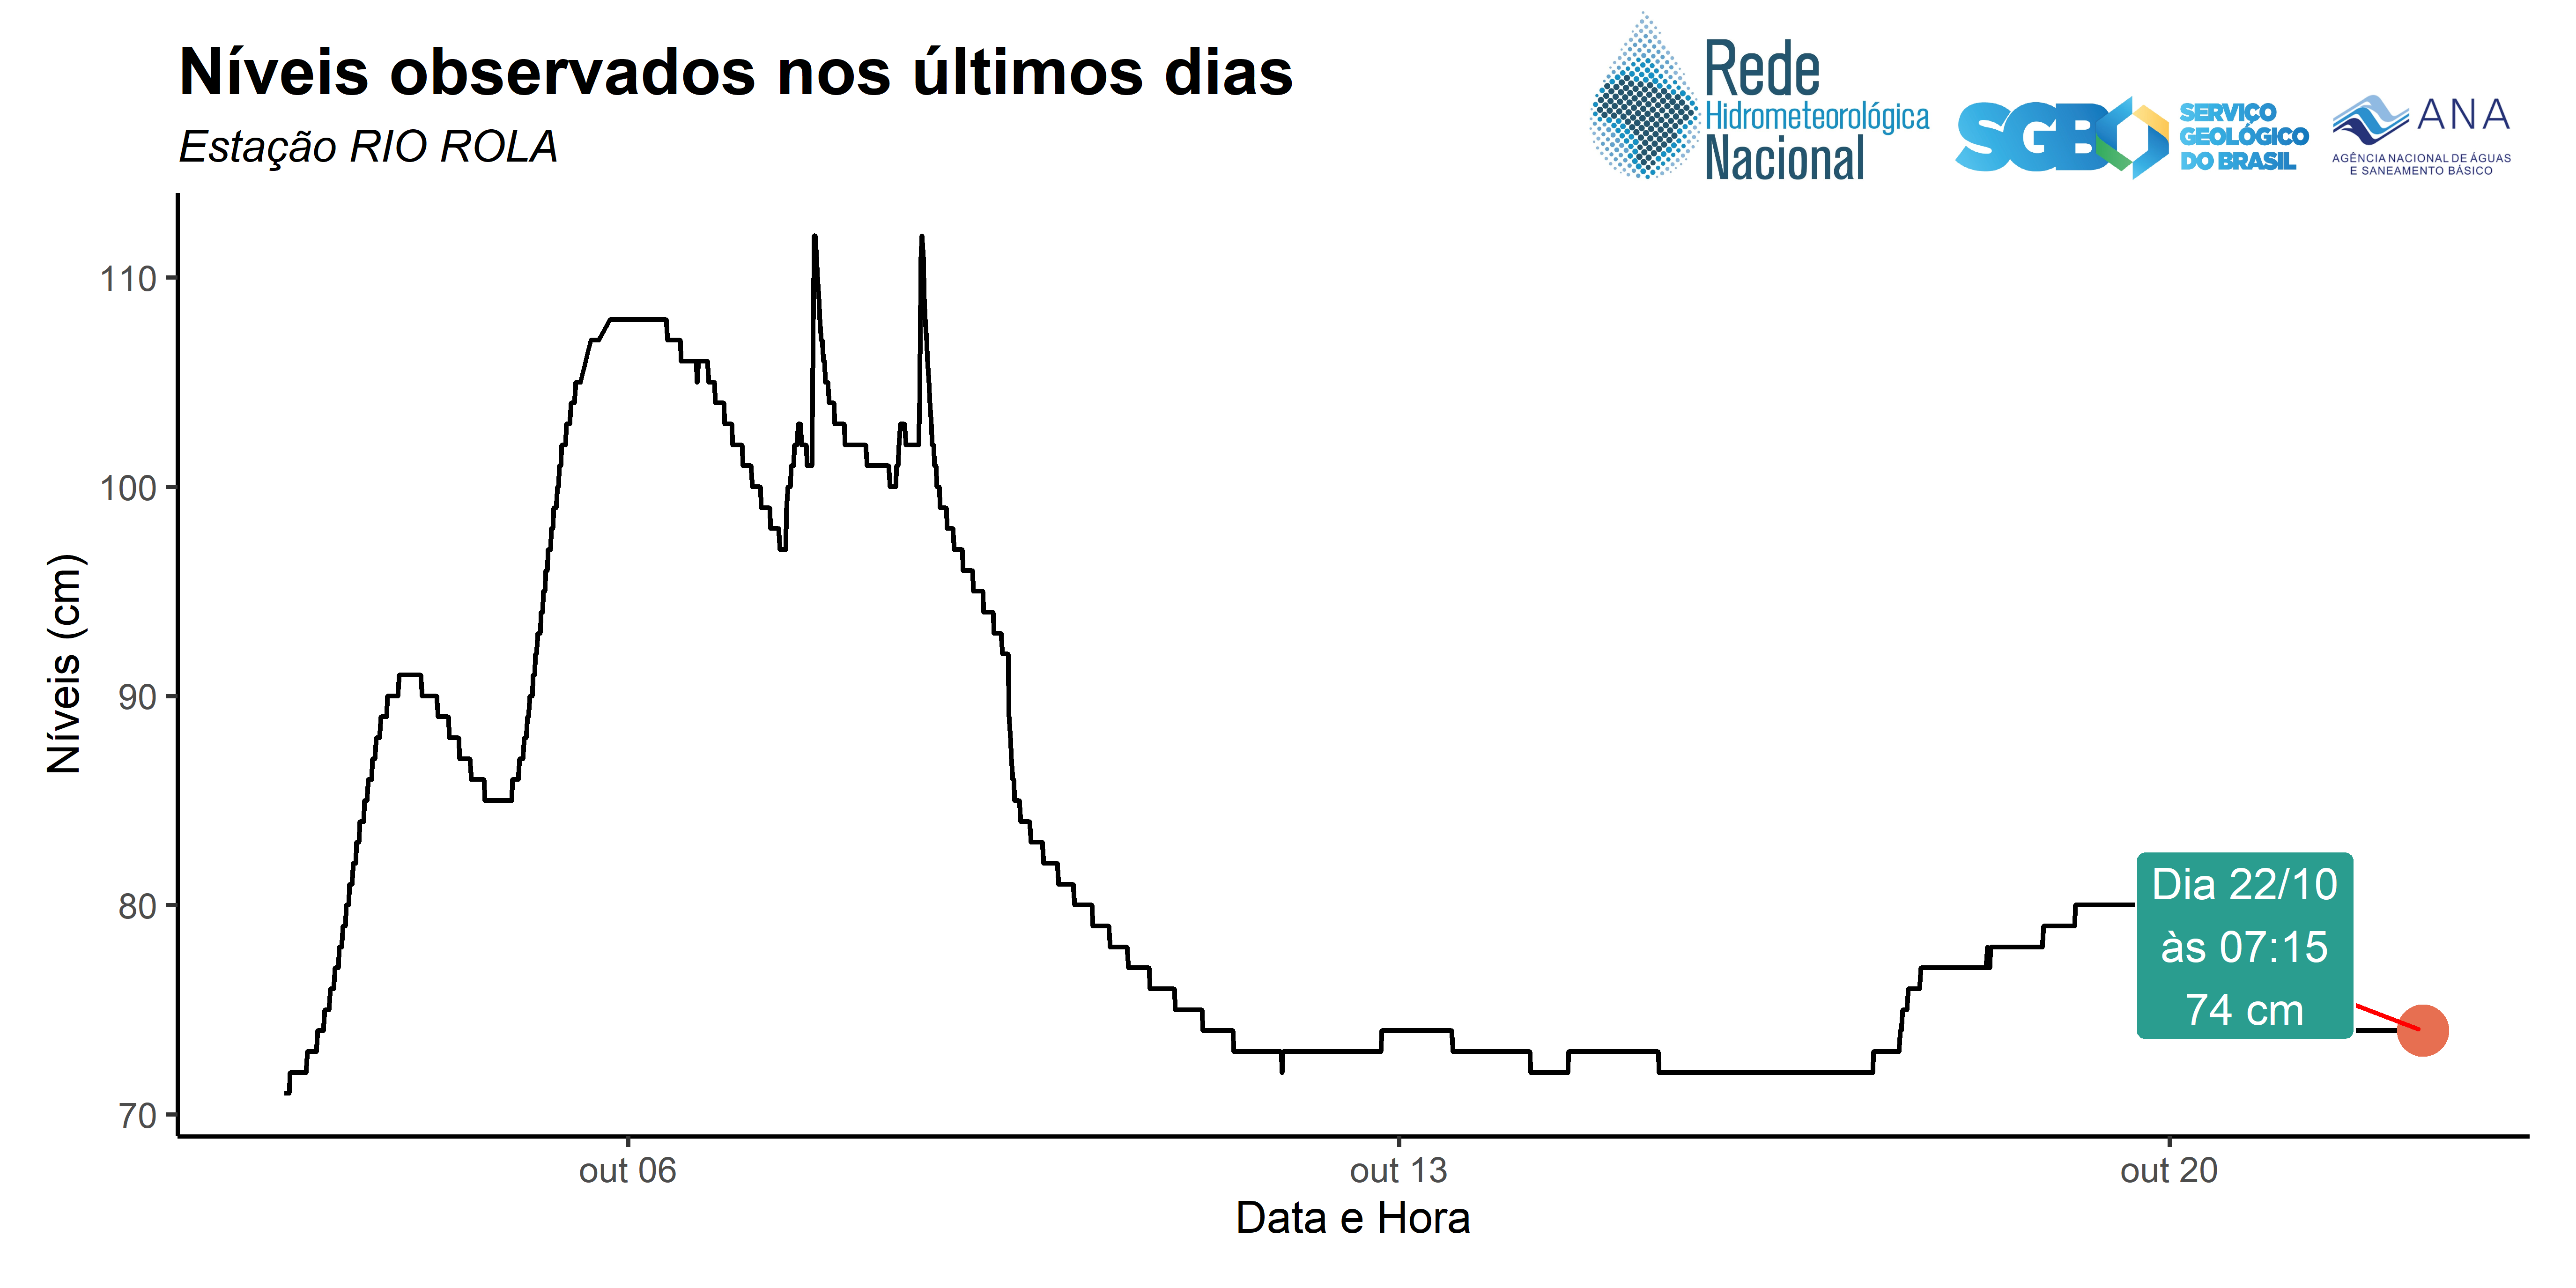 Níveis observados nos últimos dias
Estação RIO ROLA
Rede
Hidrometeorológica
Nacional
SGB
SERVIÇO
GEOLÓGICO
DO BRASIL
ANA
AGÊNCIA NACIONAL DE ÁGUAS
E SANEAMENTO BÁSICO
Níveis (cm)
110
100
90
80
70
Dia 22/10
às 07:15
74 cm
out 06
out 13
out 20
Data e Hora